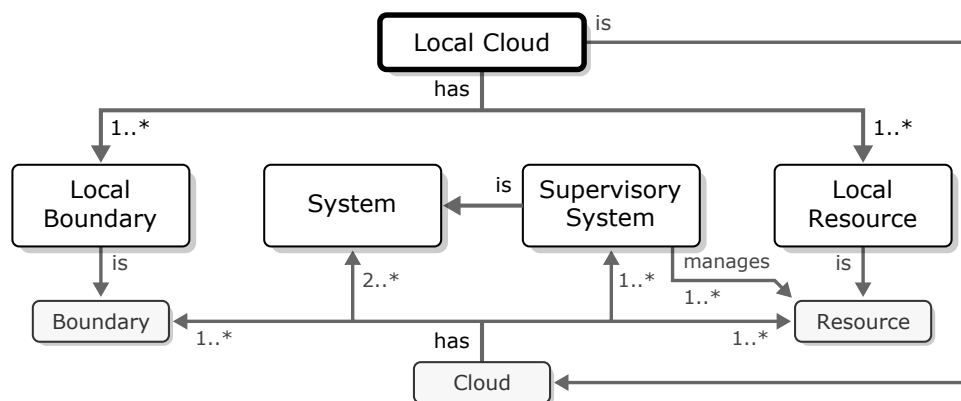 is
Local Cloud
has
1..*
1..*
Local
Boundary
System
is
Supervisory
System
Local
Resource
is
2..*
1..*
manages
is
1..*
Boundary
1..*
has
1..*
Resource
Cloud